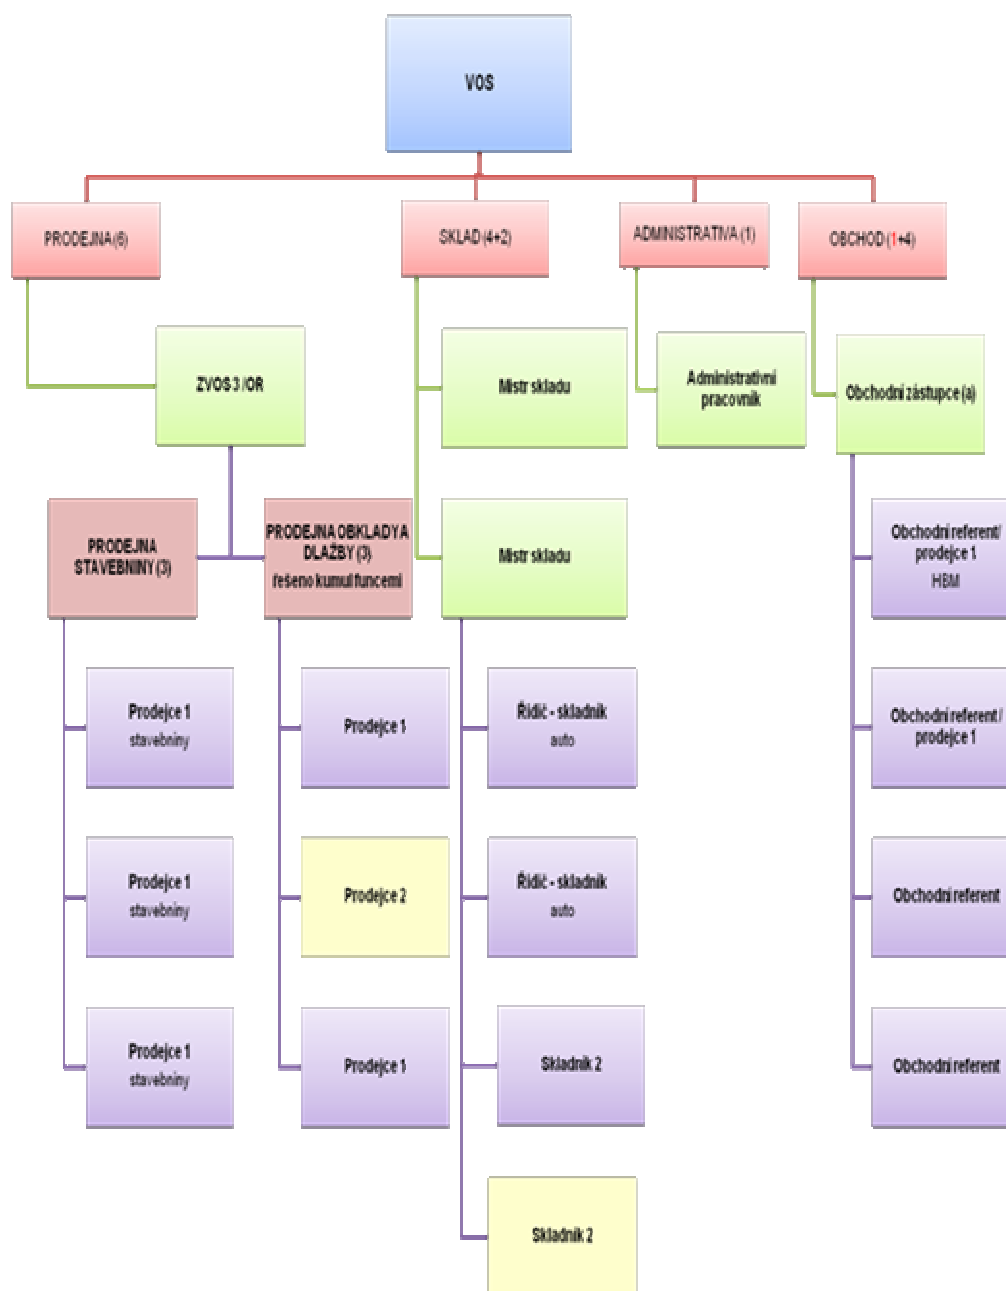 VOS
PRODEJNA (6)
SKLAD (4+2)
ADMINISTRATIVA (1)
OBCHOD (1+4)
ZVOS 3 /OR
Mistr skladu
Administrativní
pracovník
Obchodní zástupce (a)
PRODEJNA
STAVEBNINY (3)
PRODEJNA OBKLADY A
DLAŽBY (3)
řešeno kumul funcemi
Mistr skladu
Obchodní referent/
prodejce 1
HBM
Prodejce 1
stavebniny
Prodejce 1
Řidič - skladník
auto
Obchodní referent /
prodejce 1
Prodejce 1
stavebniny
Prodejce 2
Řidič - skladník
auto
Obchodní referent
Prodejce 1
stavebniny
Prodejce 1
Skladník 2
Obchodní referent
Skladník 2